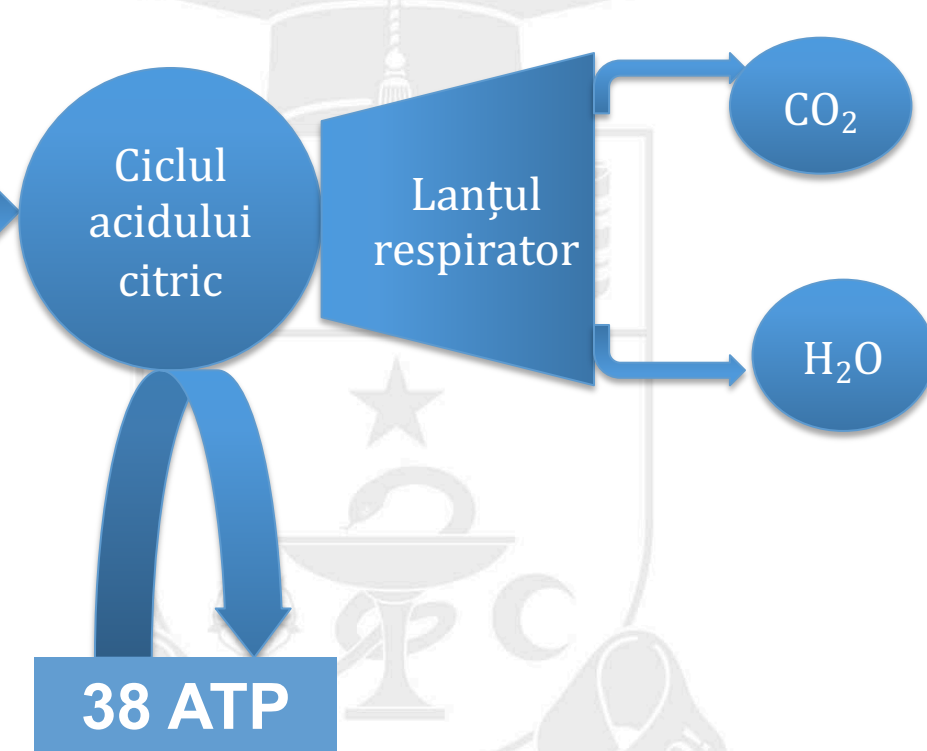 Ciclul
acidului
citric
Lanțul
respirator
CO₂
H₂O
38 ATP